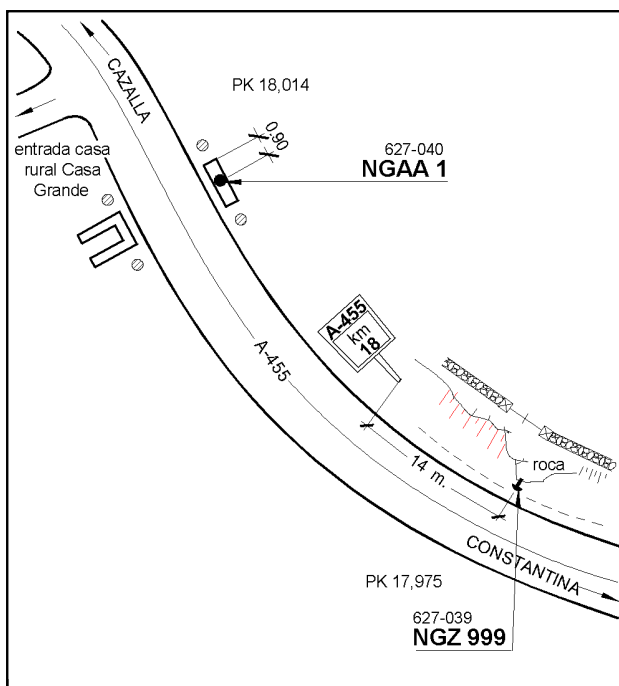 CAZALLA
PK 18,014
0.90
627-040
NGAA 1
entrada casa
rural Casa
Grande
A-455
km
18
A-455
14 m.
roca
CONSTANTINA
PK 17,975
627-039
NGZ 999